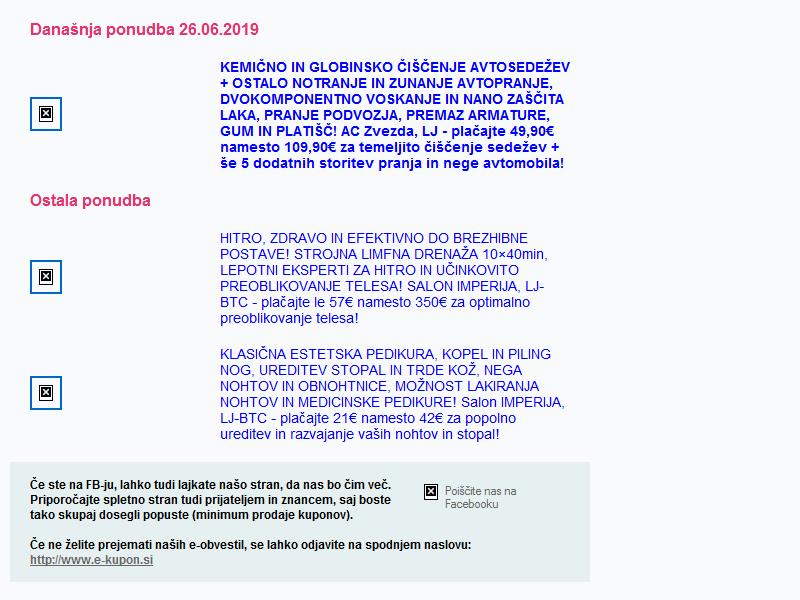 Današnja ponudba 26.06.2019
KEMIČNO IN GLOBINSKO ČIŠČENJE AVTOSEDEŽEV
+ OSTALO NOTRANJE IN ZUNANJE AVTOPRANJE,
DVOKOMPONENTNO VOSKANJE IN NANO ZAŠČITA
LAKA, PRANJE PODVOZJA, PREMAZ ARMATURE,
GUM IN PLATIŠČ! AC Zvezda, LJ - plačajte 49,90€
namesto 109,90€ za temeljito čiščenje sedežev +
še 5 dodatnih storitev pranja in nege avtomobila!
Ostala ponudba
HITRO, ZDRAVO IN EFEKTIVNO DO BREZHIBNE
POSTAVE! STROJNA LIMFNA DRENAŽA 10×40min,
LEPOTNI EKSPERTI ZA HITRO IN UČINKOVITO
PREOBLIKOVANJE TELESA! SALON IMPERIJA, LJ-
BTC - plačajte le 57€ namesto 350€ za optimalno
preoblikovanje telesa!
KLASIČNA ESTETSKA PEDIKURA, KOPEL IN PILING
NOG, UREDITEV STOPAL IN TRDE KOŽ, NEGA
NOHTOV IN OBNOHTNICE, MOŽNOST LAKIRANJA
NOHTOV IN MEDICINSKE PEDIKURE! Salon IMPERIJA,
LJ-BTC - plačajte 21€ namesto 42€ za popolno
ureditev in razvajanje vaših nohtov in stopal!
Če ste na FB-ju, lahko tudi lajkate našo stran, da nas bo čim več.
Priporočajte spletno stran tudi prijateljem in znancem, saj boste
tako skupaj dosegli popuste (minimum prodaje kuponov).
Poiščite nas na
Facebooku
Če ne želite prejemati naših e-obvestil, se lahko odjavite na spodnjem naslovu:
http://www.e-kupon.si